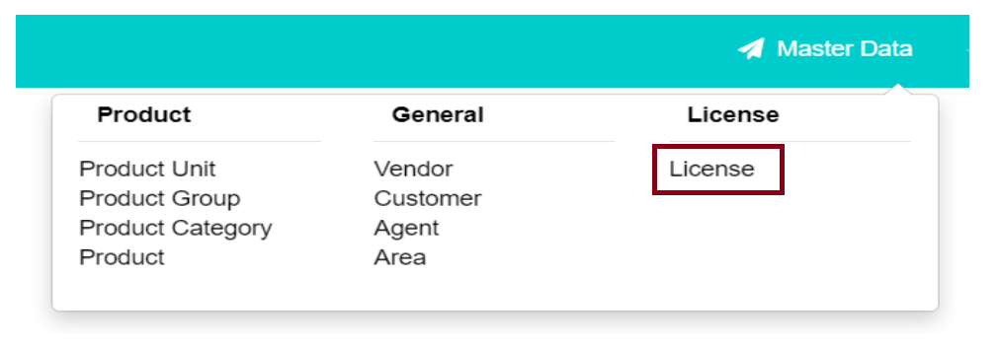 Master Data
Product
Product Unit
Product Group
Product Category
Product
General
Vendor
Customer
Agent
Area
License
License